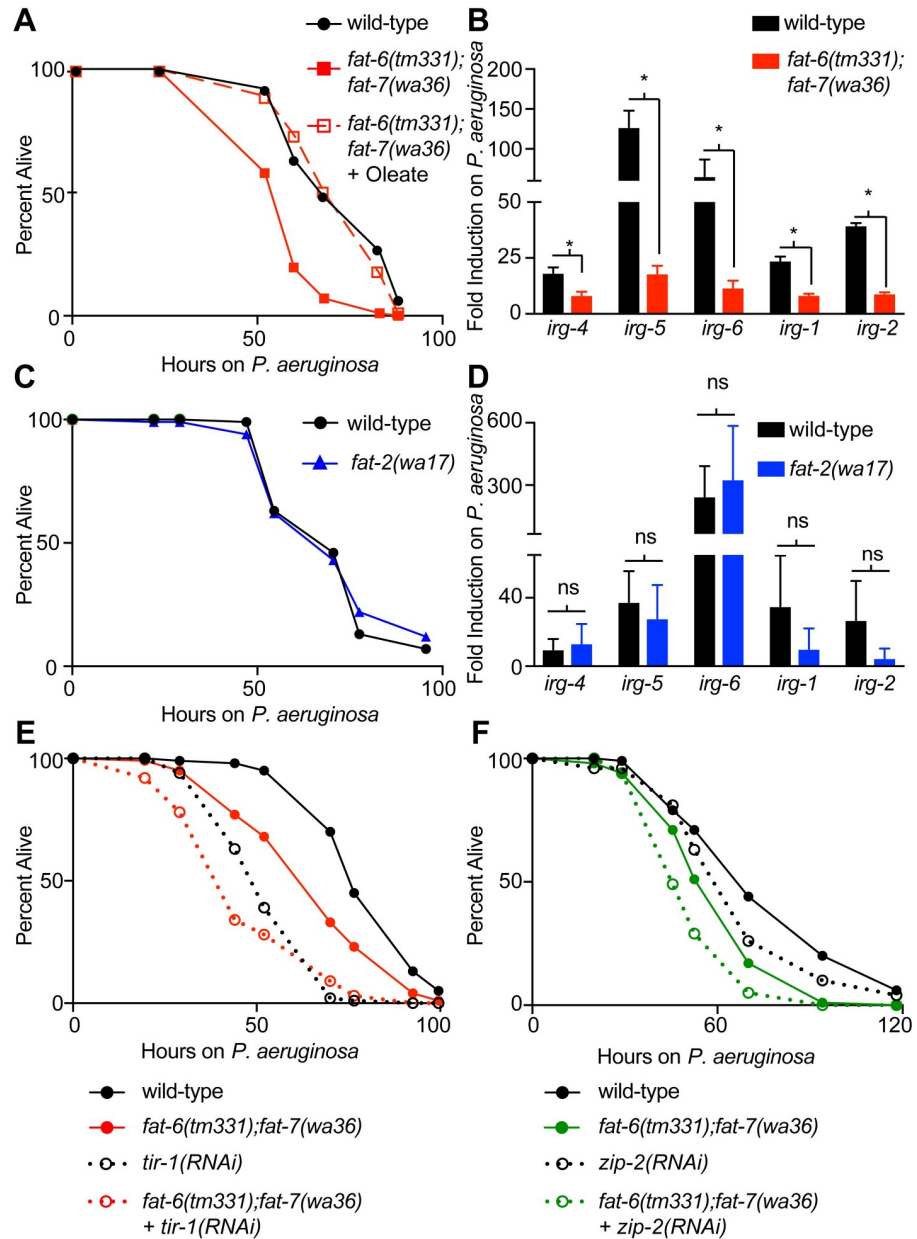 A
wild-type
fat-6(tm331);
fat-7(wa36)
fat-6(tm331);
fat-7(wa36)
+ Oleate
Percent Alive
100
50
0
0
50
100
Hours on P. aeruginosa
B
wild-type
fat-6(tm331);
fat-7(wa36)
Fold Induction on P. aeruginosa
200
150
100
50
25
0
*
*
*
*
*
irg-4
irg-5
irg-6
irg-1
irg-2
C
wild-type
fat-2(wa17)
Percent Alive
100
50
0
0
50
100
Hours on P. aeruginosa
D
wild-type
fat-2(wa17)
Fold Induction on P. aeruginosa
600
300
40
0
ns
ns
ns
ns
ns
irg-4
irg-5
irg-6
irg-1
irg-2
E
Percent Alive
100
50
0
0
50
100
Hours on P. aeruginosa
wild-type
fat-6(tm331);fat-7(wa36)
tir-1(RNAi)
fat-6(tm331);fat-7(wa36)
+ tir-1(RNAi)
F
Percent Alive
100
50
0
0
60
120
Hours on P. aeruginosa
wild-type
fat-6(tm331);fat-7(wa36)
zip-2(RNAi)
fat-6(tm331);fat-7(wa36)
+ zip-2(RNAi)